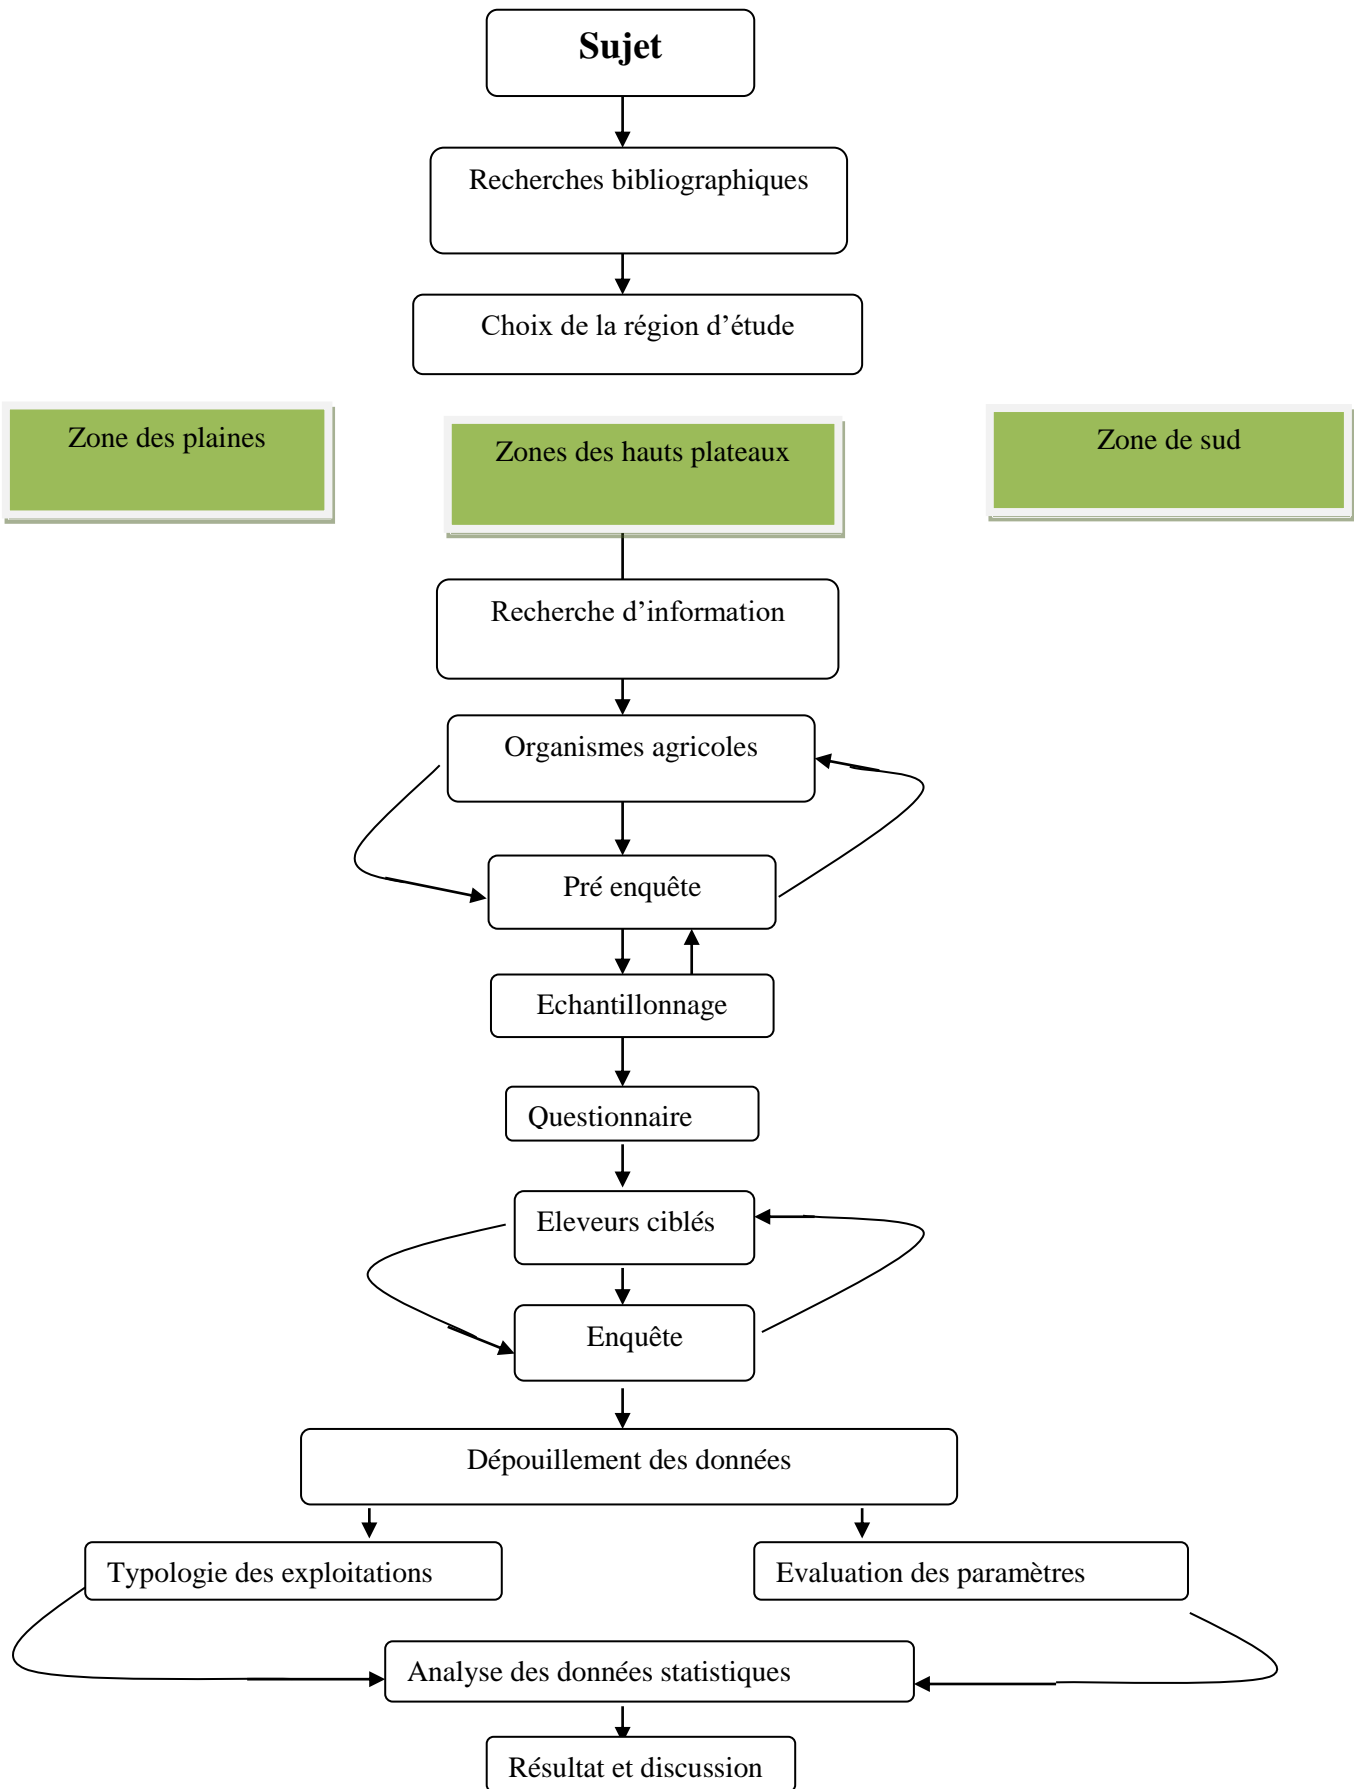 Sujet
Recherches bibliographiques
Choix de la région d’étude
Zone des plaines
Zones des hauts plateaux
Zone de sud
Recherche d’information
Organismes agricoles
Pré enquête
Echantillonnage
Questionnaire
Eleveurs ciblés
Enquête
Dépouillement des données
Typologie des exploitations
Evaluation des paramètres
Analyse des données statistiques
Résultat et discussion